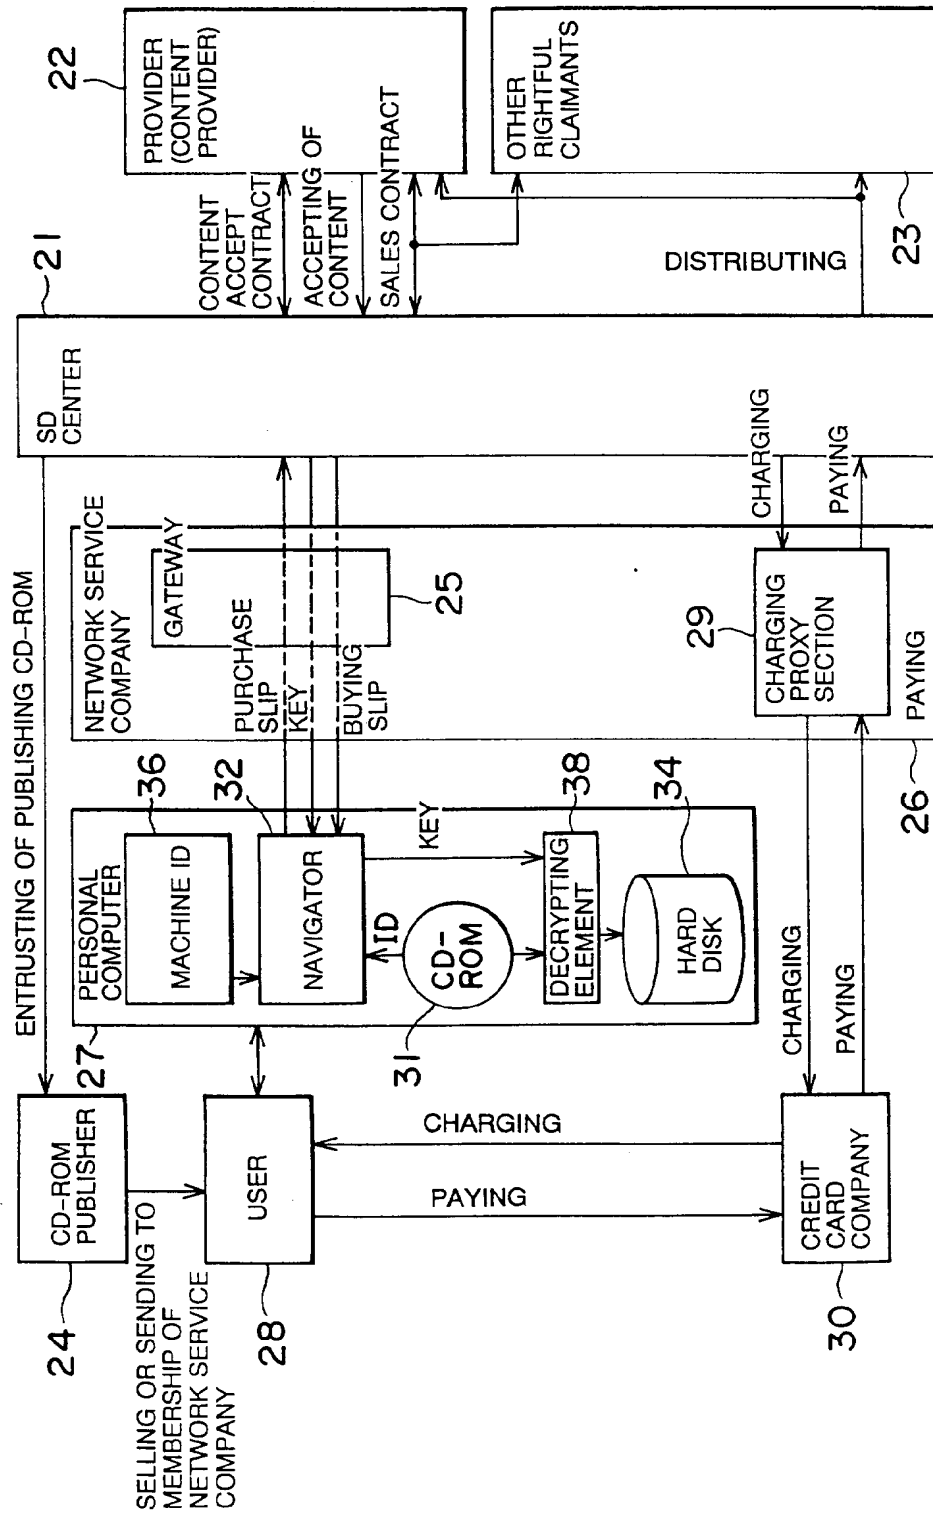 ENTRUSTING OF PUBLISHING CD-ROM
24
CD-ROM
PUBLISHER
SELLING OR SENDING TO
MEMBERSHIP OF
NETWORK SERVICE
COMPANY
28
USER
CHARGING
PAYING
30
CREDIT
CARD
COMPANY
27
PERSONAL
COMPUTER
36
MACHINE ID
32
NAVIGATOR
ID
KEY
31
CD-
ROM
38
DECRYPTING
ELEMENT
34
HARD
DISK
CHARGING
PAYING
NETWORK SERVICE
COMPANY
GATEWAY
25
PURCHASE
SLIP
KEY
BUYING
SLIP
29
CHARGING
PROXY
SECTION
PAYING
26
CHARGING
PAYING
21
SD
CENTER
CONTENT
ACCEPT
CONTRACT
ACCEPTING OF
CONTENT
SALES CONTRACT
DISTRIBUTING
22
PROVIDER
(CONTENT
PROVIDER)
OTHER
RIGHTFUL
CLAIMANTS
23